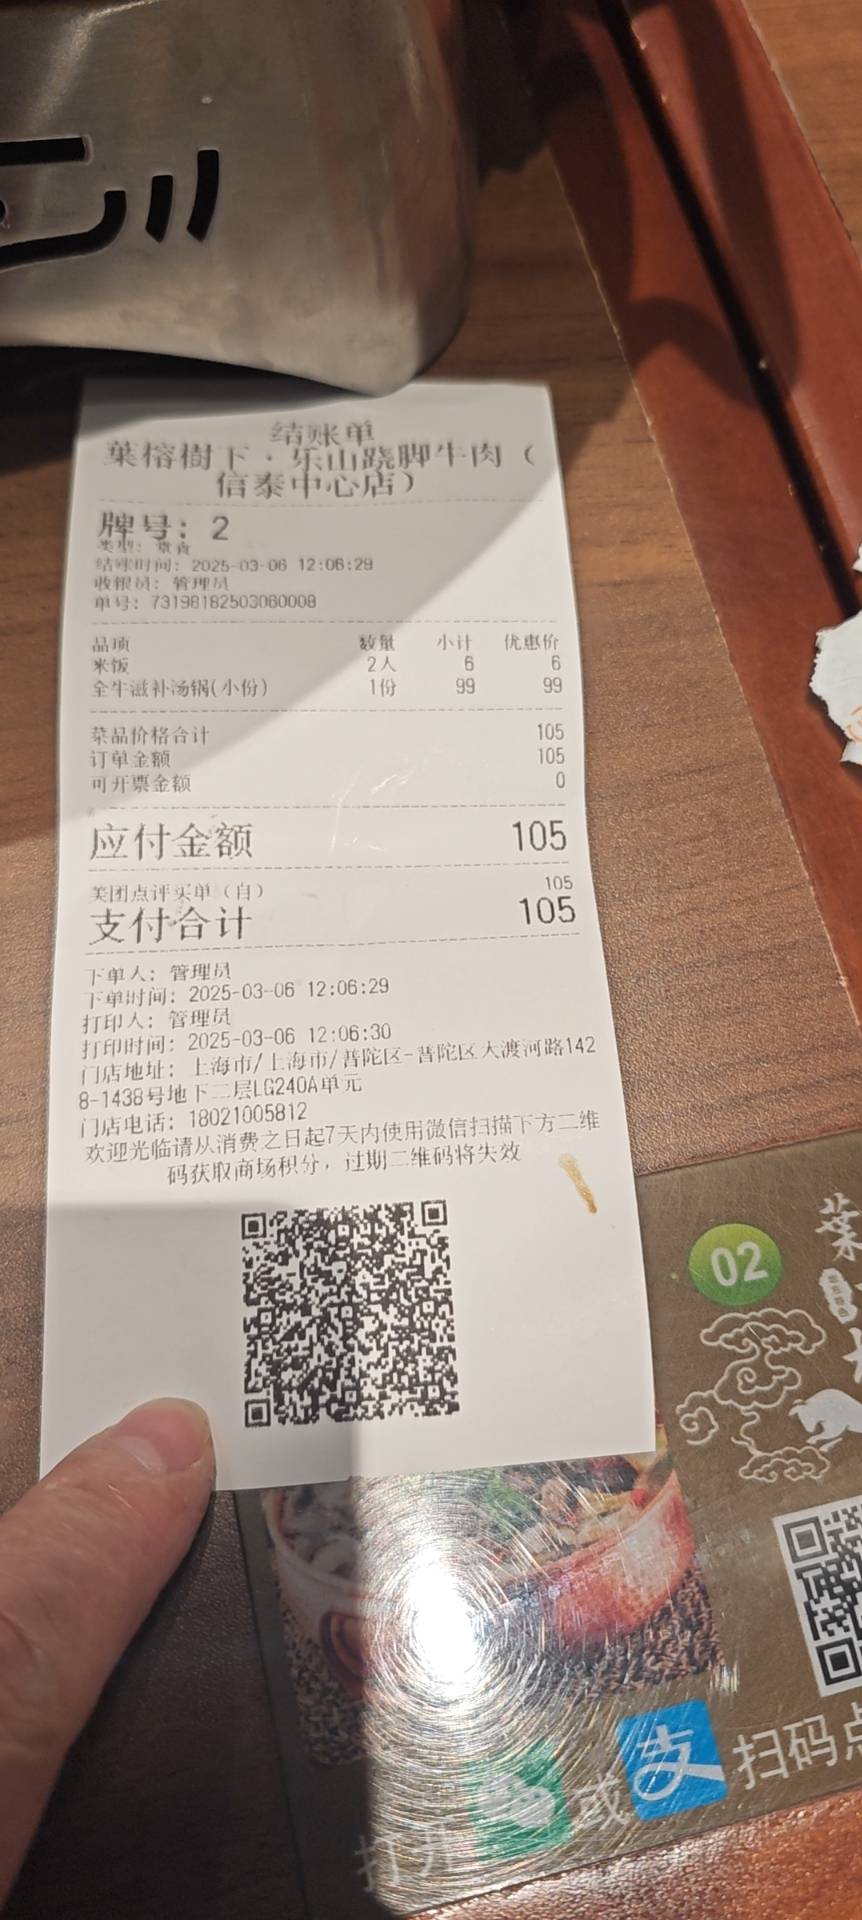 结账单
葉榕樹下·乐山跷脚牛肉（
信泰中心店）
牌号：2
类型：堂食
结账时间：2025-03-06 12:06:29
收银员：管理员
单号：73198182503060008
品项 数量 小计 优惠价
米饭 2人 6 6
全牛滋补汤锅(小份) 1份 99 99
菜品价格合计 105
订单金额 105
可开票金额 0
应付金额 105
美团点评买单（自） 105
支付合计 105
下单人：管理员
下单时间：2025-03-06 12:06:29
打印人：管理员
打印时间：2025-03-06 12:06:30
门店地址：上海市/上海市/普陀区-普陀区大渡河路142
8-1438号地下二层LG240A单元
门店电话：18021005812
欢迎光临请从消费之日起7天内使用微信扫描下方二维
码获取商场积分，过期二维码将失效
02
葉
打开 或 支 扫码点